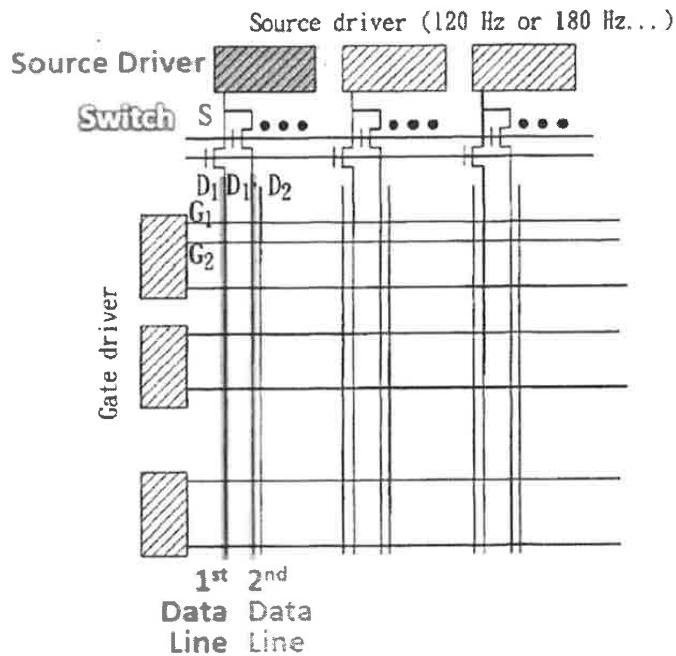 Source driver (120 Hz or 180 Hz...)
Source Driver
Switch S
D₁ D₁' D₂
G₁
G₂
Gate driver
1st 2nd
Data Data
Line Line